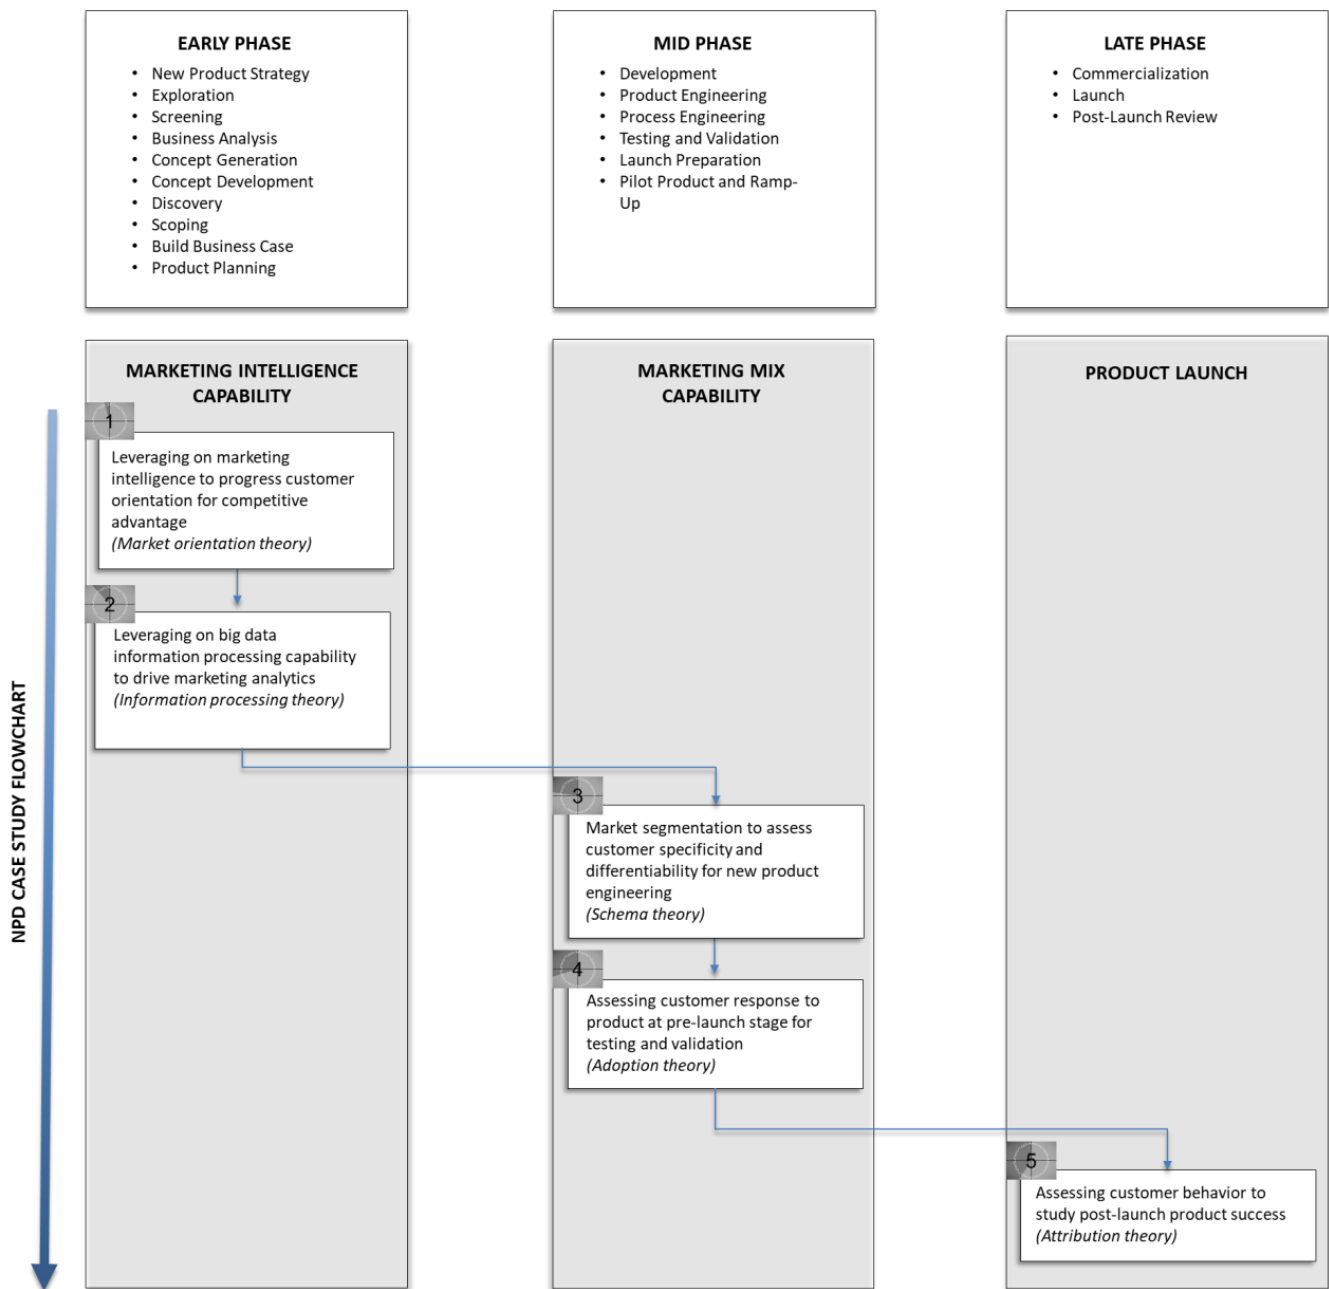 EARLY PHASE
• New Product Strategy
• Exploration
• Screening
• Business Analysis
• Concept Generation
• Concept Development
• Discovery
• Scoping
• Build Business Case
• Product Planning
MID PHASE
• Development
• Product Engineering
• Process Engineering
• Testing and Validation
• Launch Preparation
• Pilot Product and Ramp-
Up
LATE PHASE
• Commercialization
• Launch
• Post-Launch Review
NPD CASE STUDY FLOWCHART
MARKETING INTELLIGENCE
CAPABILITY
1
Leveraging on marketing
intelligence to progress customer
orientation for competitive
advantage
(Market orientation theory)
2
Leveraging on big data
information processing capability
to drive marketing analytics
(Information processing theory)
MARKETING MIX
CAPABILITY
3
Market segmentation to assess
customer specificity and
differentiability for new product
engineering
(Schema theory)
4
Assessing customer response to
product at pre-launch stage for
testing and validation
(Adoption theory)
PRODUCT LAUNCH
5
Assessing customer behavior to
study post-launch product success
(Attribution theory)